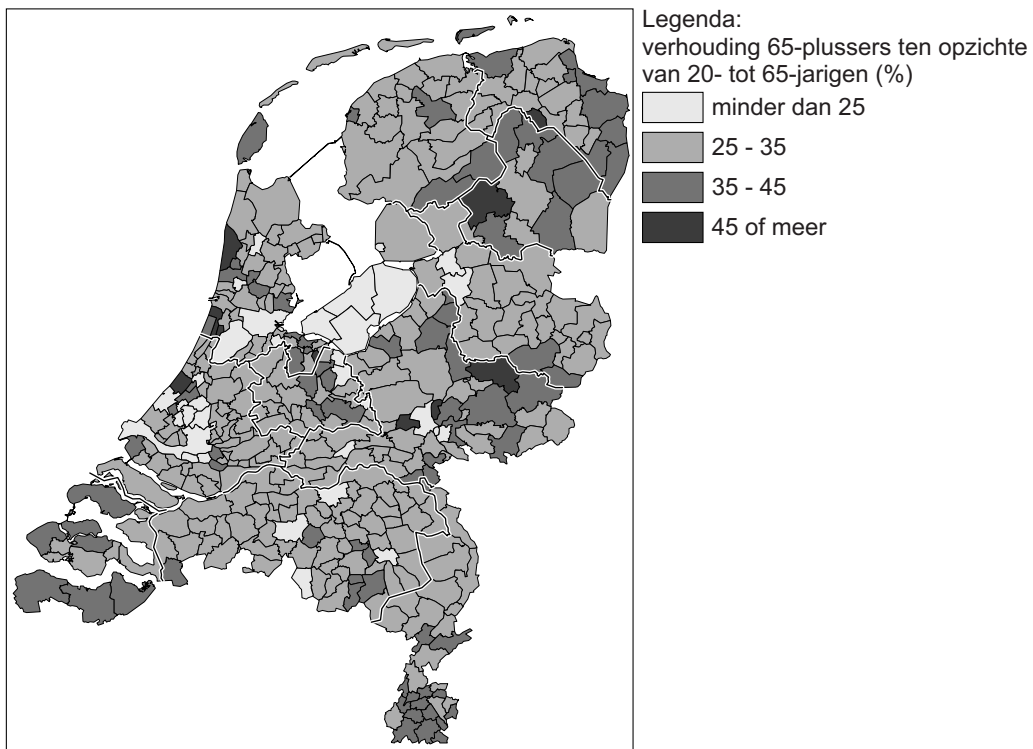 Legenda:
verhouding 65-plussers ten opzichte
van 20- tot 65-jarigen (%)
minder dan 25
25 - 35
35 - 45
45 of meer